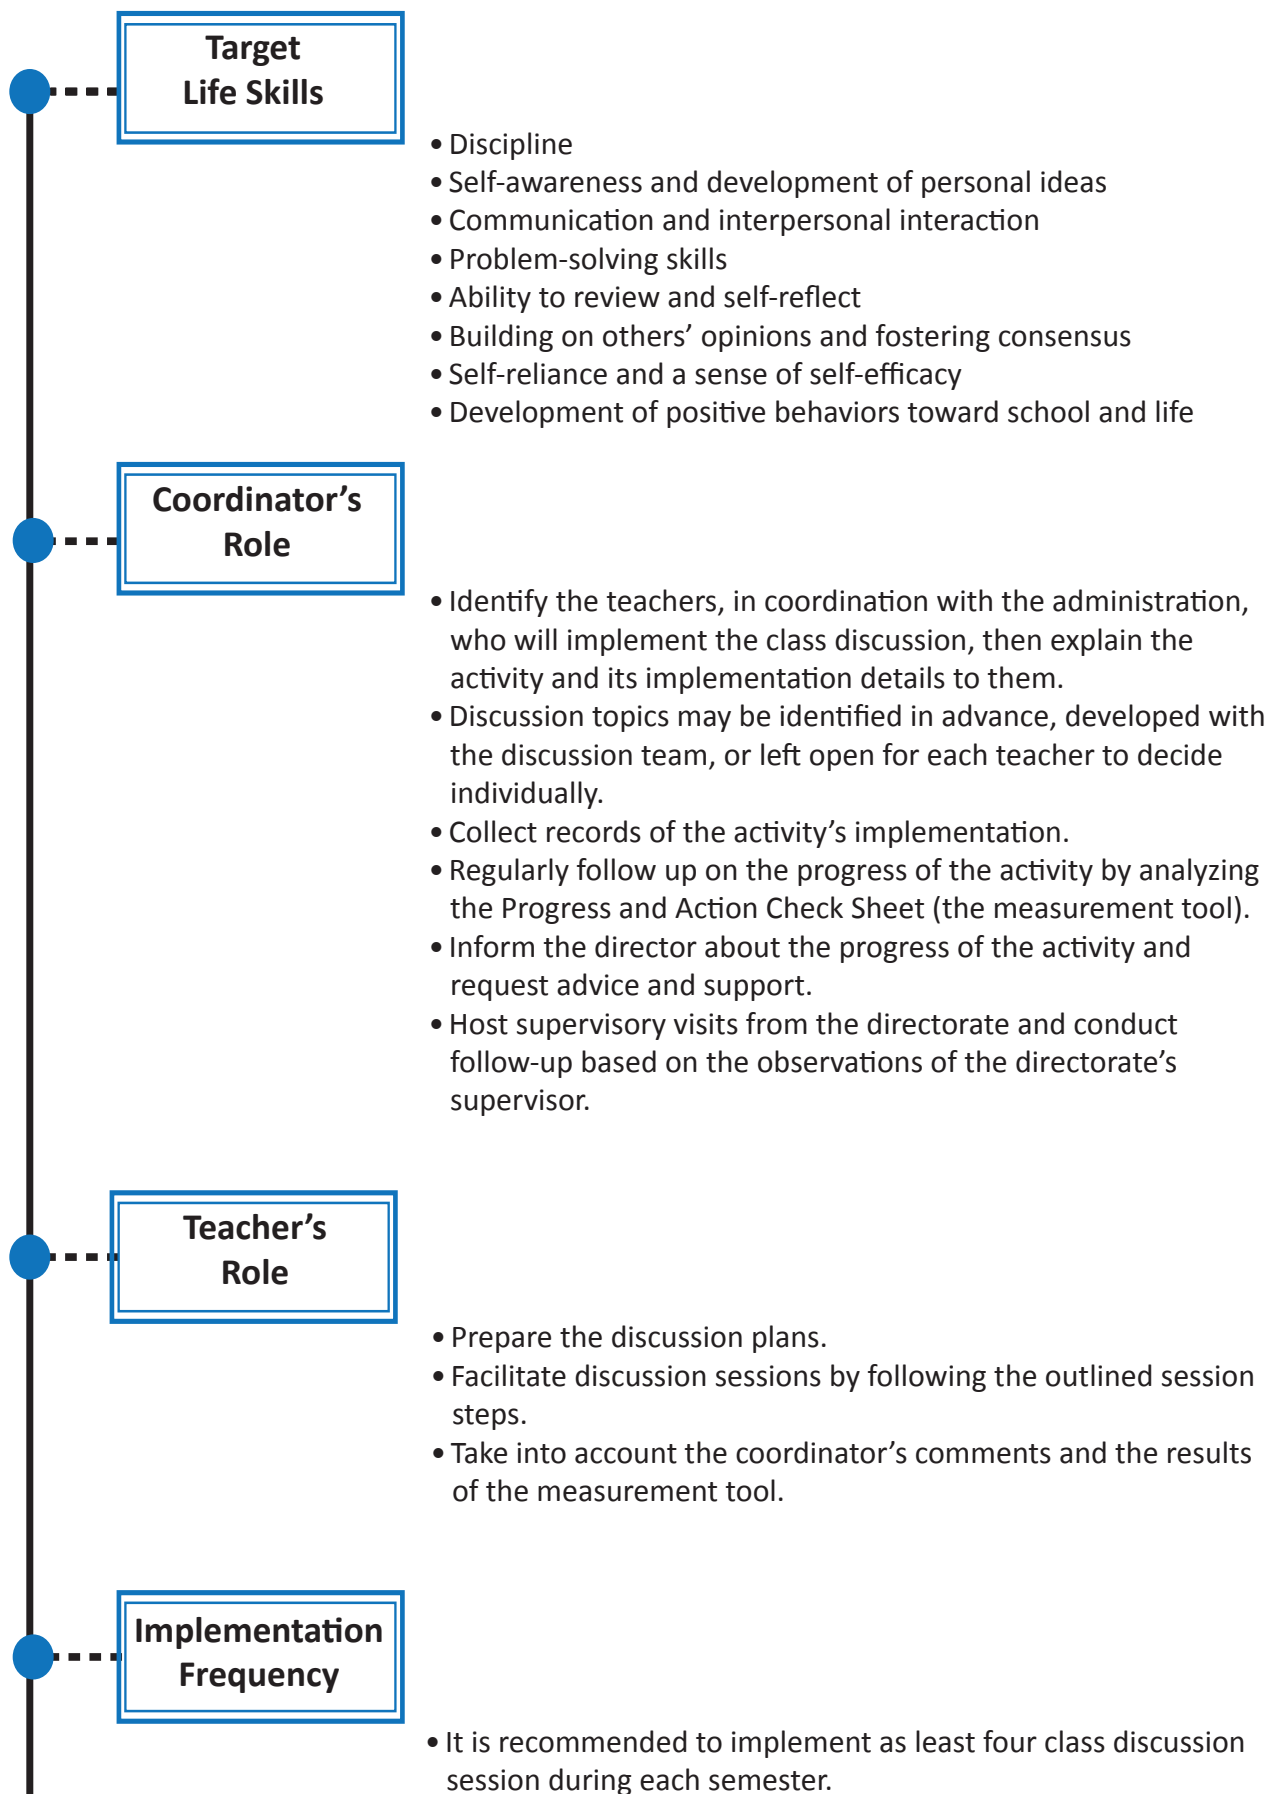 Target
Life Skills
• Discipline
• Self-awareness and development of personal ideas
• Communication and interpersonal interaction
• Problem-solving skills
• Ability to review and self-reflect
• Building on others’ opinions and fostering consensus
• Self-reliance and a sense of self-efficacy
• Development of positive behaviors toward school and life
Coordinator’s
Role
• Identify the teachers, in coordination with the administration,
who will implement the class discussion, then explain the
activity and its implementation details to them.
• Discussion topics may be identified in advance, developed with
the discussion team, or left open for each teacher to decide
individually.
• Collect records of the activity’s implementation.
• Regularly follow up on the progress of the activity by analyzing
the Progress and Action Check Sheet (the measurement tool).
• Inform the director about the progress of the activity and
request advice and support.
• Host supervisory visits from the directorate and conduct
follow-up based on the observations of the directorate’s
supervisor.
Teacher’s
Role
• Prepare the discussion plans.
• Facilitate discussion sessions by following the outlined session
steps.
• Take into account the coordinator’s comments and the results
of the measurement tool.
Implementation
Frequency
• It is recommended to implement as least four class discussion
session during each semester.